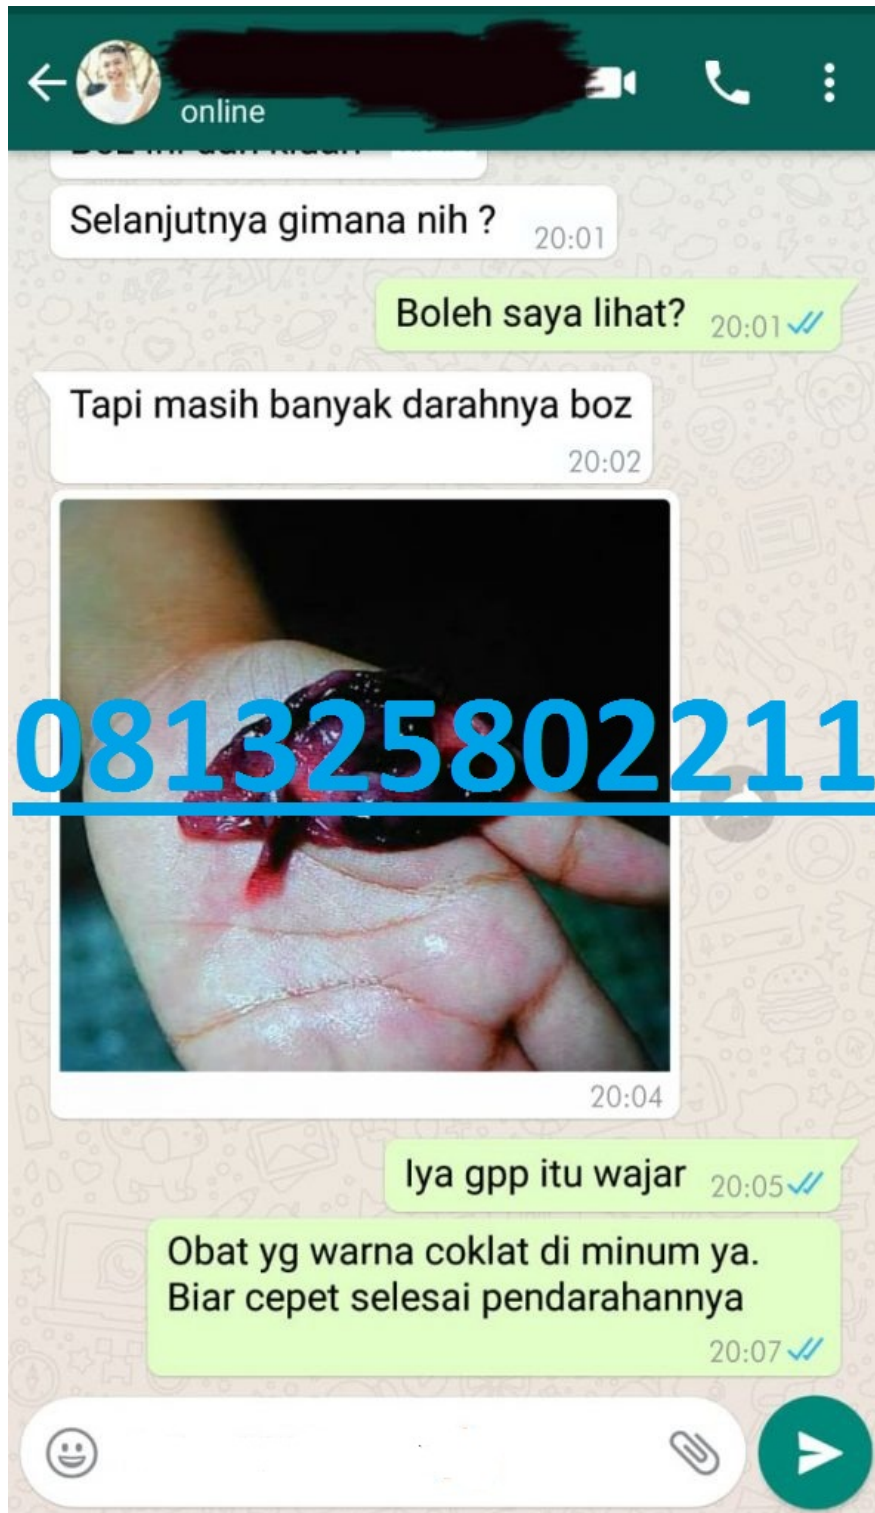 online
Selanjutnya gimana nih ?
20:01
Boleh saya lihat?
20:01
Tapi masih banyak darahnya boz
20:02
081325802211
20:04
Iya gpp itu wajar
20:05
Obat yg warna coklat di minum ya.
Biar cepet selesai pendarahannya
20:07